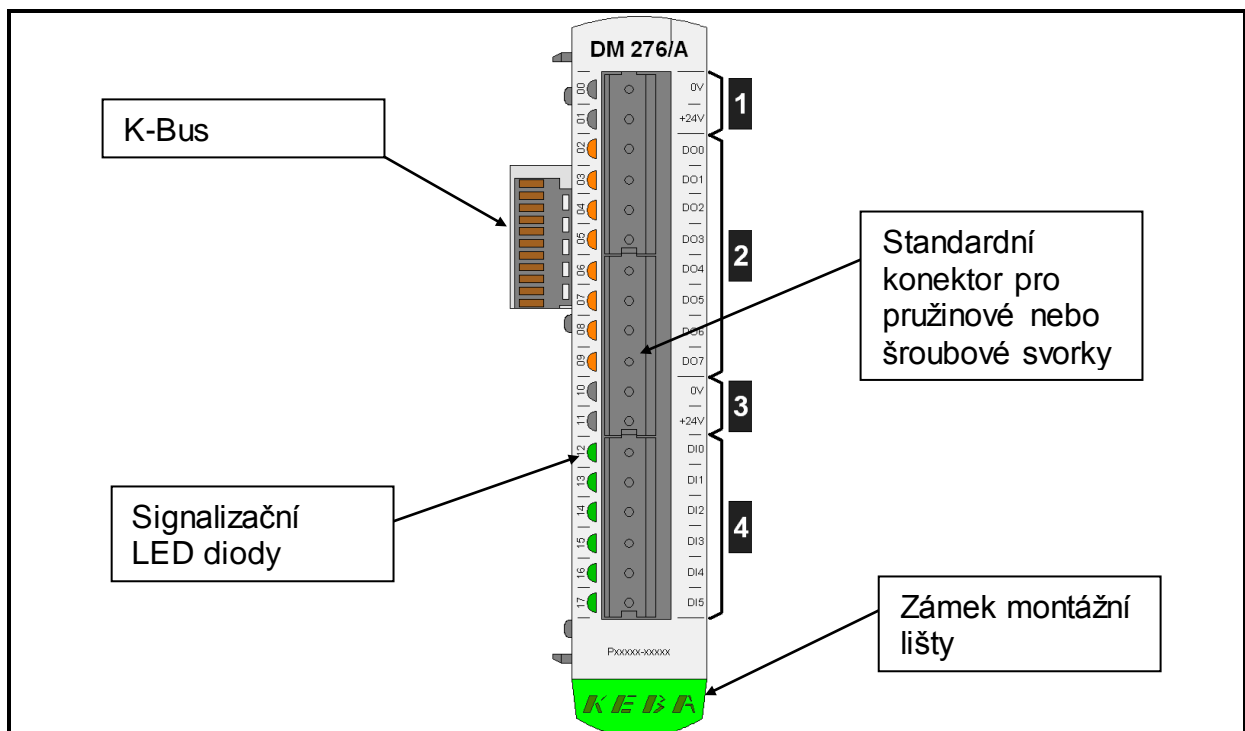 DM 276/A
K-Bus
00 0V
01 +24V
1
02 DO0
03 DO1
04 DO2
05 DO3
06 DO4
07 DO5
08 DO6
09 DO7
2
10 0V
11 +24V
3
12 DI0
13 DI1
14 DI2
15 DI3
16 DI4
17 DI5
4
Standardní
konektor pro
pružinové nebo
šroubové svorky
Signalizační
LED diody
Zámek montážní
lišty
Pxxxxx-xxxxx
KEBA